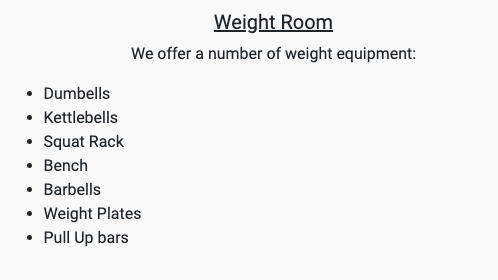 Weight Room
We offer a number of weight equipment:
• Dumbells
• Kettlebells
• Squat Rack
• Bench
• Barbells
• Weight Plates
• Pull Up bars